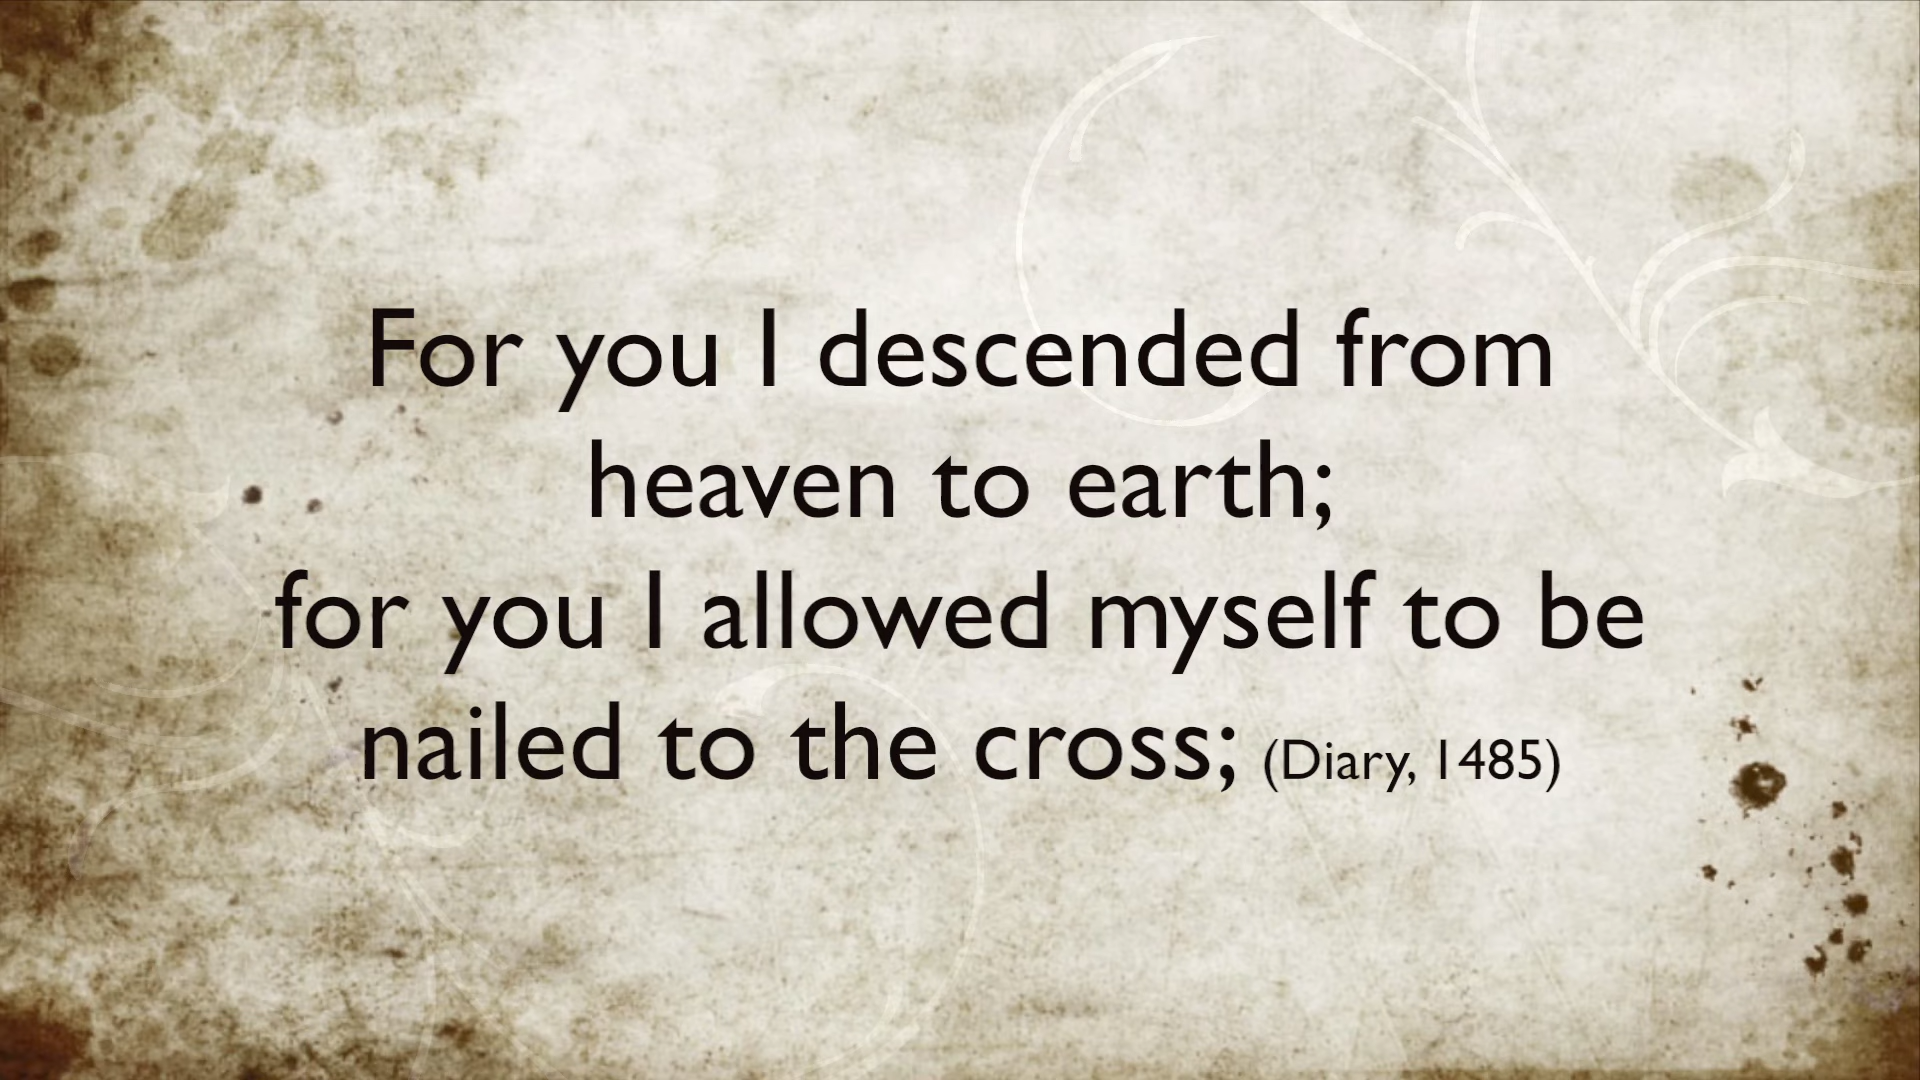 For you I descended from
heaven to earth;
for you I allowed myself to be
nailed to the cross; (Diary, 1485)